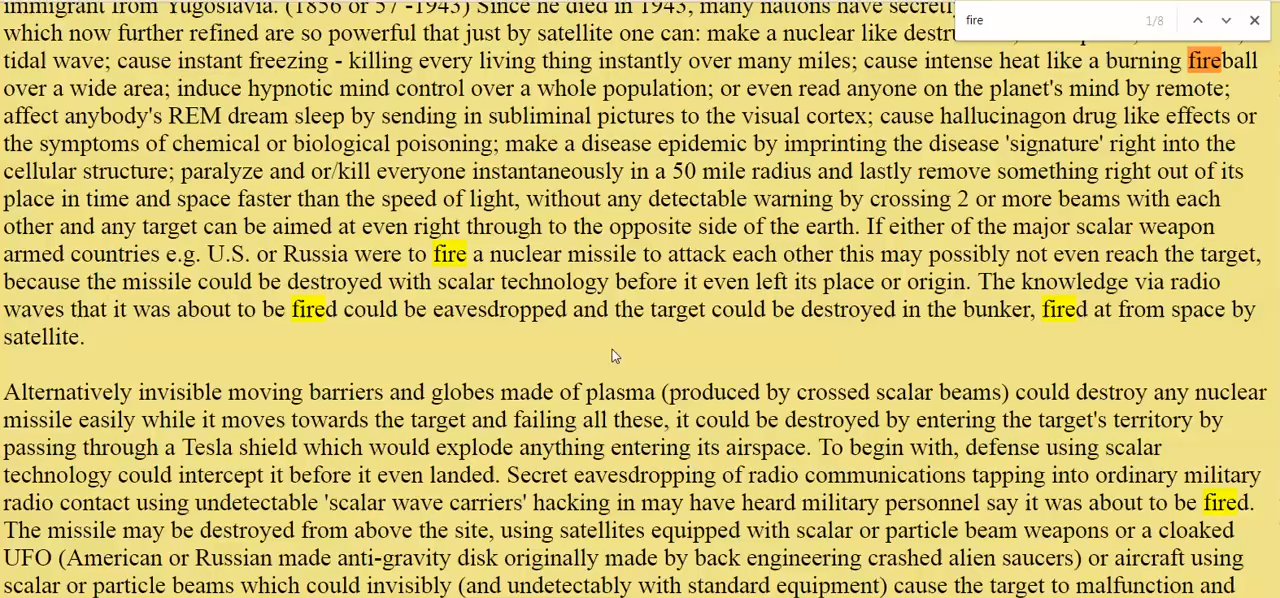 immigrant from Yugoslavia. (1856 or 57 -1943) Since he died in 1943, many nations have secretl
fire 1/8
which now further refined are so powerful that just by satellite one can: make a nuclear like destru
tidal wave; cause instant freezing - killing every living thing instantly over many miles; cause intense heat like a burning fireball
over a wide area; induce hypnotic mind control over a whole population; or even read anyone on the planet's mind by remote;
affect anybody's REM dream sleep by sending in subliminal pictures to the visual cortex; cause hallucinagon drug like effects or
the symptoms of chemical or biological poisoning; make a disease epidemic by imprinting the disease 'signature' right into the
cellular structure; paralyze and or/kill everyone instantaneously in a 50 mile radius and lastly remove something right out of its
place in time and space faster than the speed of light, without any detectable warning by crossing 2 or more beams with each
other and any target can be aimed at even right through to the opposite side of the earth. If either of the major scalar weapon
armed countries e.g. U.S. or Russia were to fire a nuclear missile to attack each other this may possibly not even reach the target,
because the missile could be destroyed with scalar technology before it even left its place or origin. The knowledge via radio
waves that it was about to be fired could be eavesdropped and the target could be destroyed in the bunker, fired at from space by
satellite.
Alternatively invisible moving barriers and globes made of plasma (produced by crossed scalar beams) could destroy any nuclear
missile easily while it moves towards the target and failing all these, it could be destroyed by entering the target's territory by
passing through a Tesla shield which would explode anything entering its airspace. To begin with, defense using scalar
technology could intercept it before it even landed. Secret eavesdropping of radio communications tapping into ordinary military
radio contact using undetectable 'scalar wave carriers' hacking in may have heard military personnel say it was about to be fired.
The missile may be destroyed from above the site, using satellites equipped with scalar or particle beam weapons or a cloaked
UFO (American or Russian made anti-gravity disk originally made by back engineering crashed alien saucers) or aircraft using
scalar or particle beams which could invisibly (and undetectably with standard equipment) cause the target to malfunction and